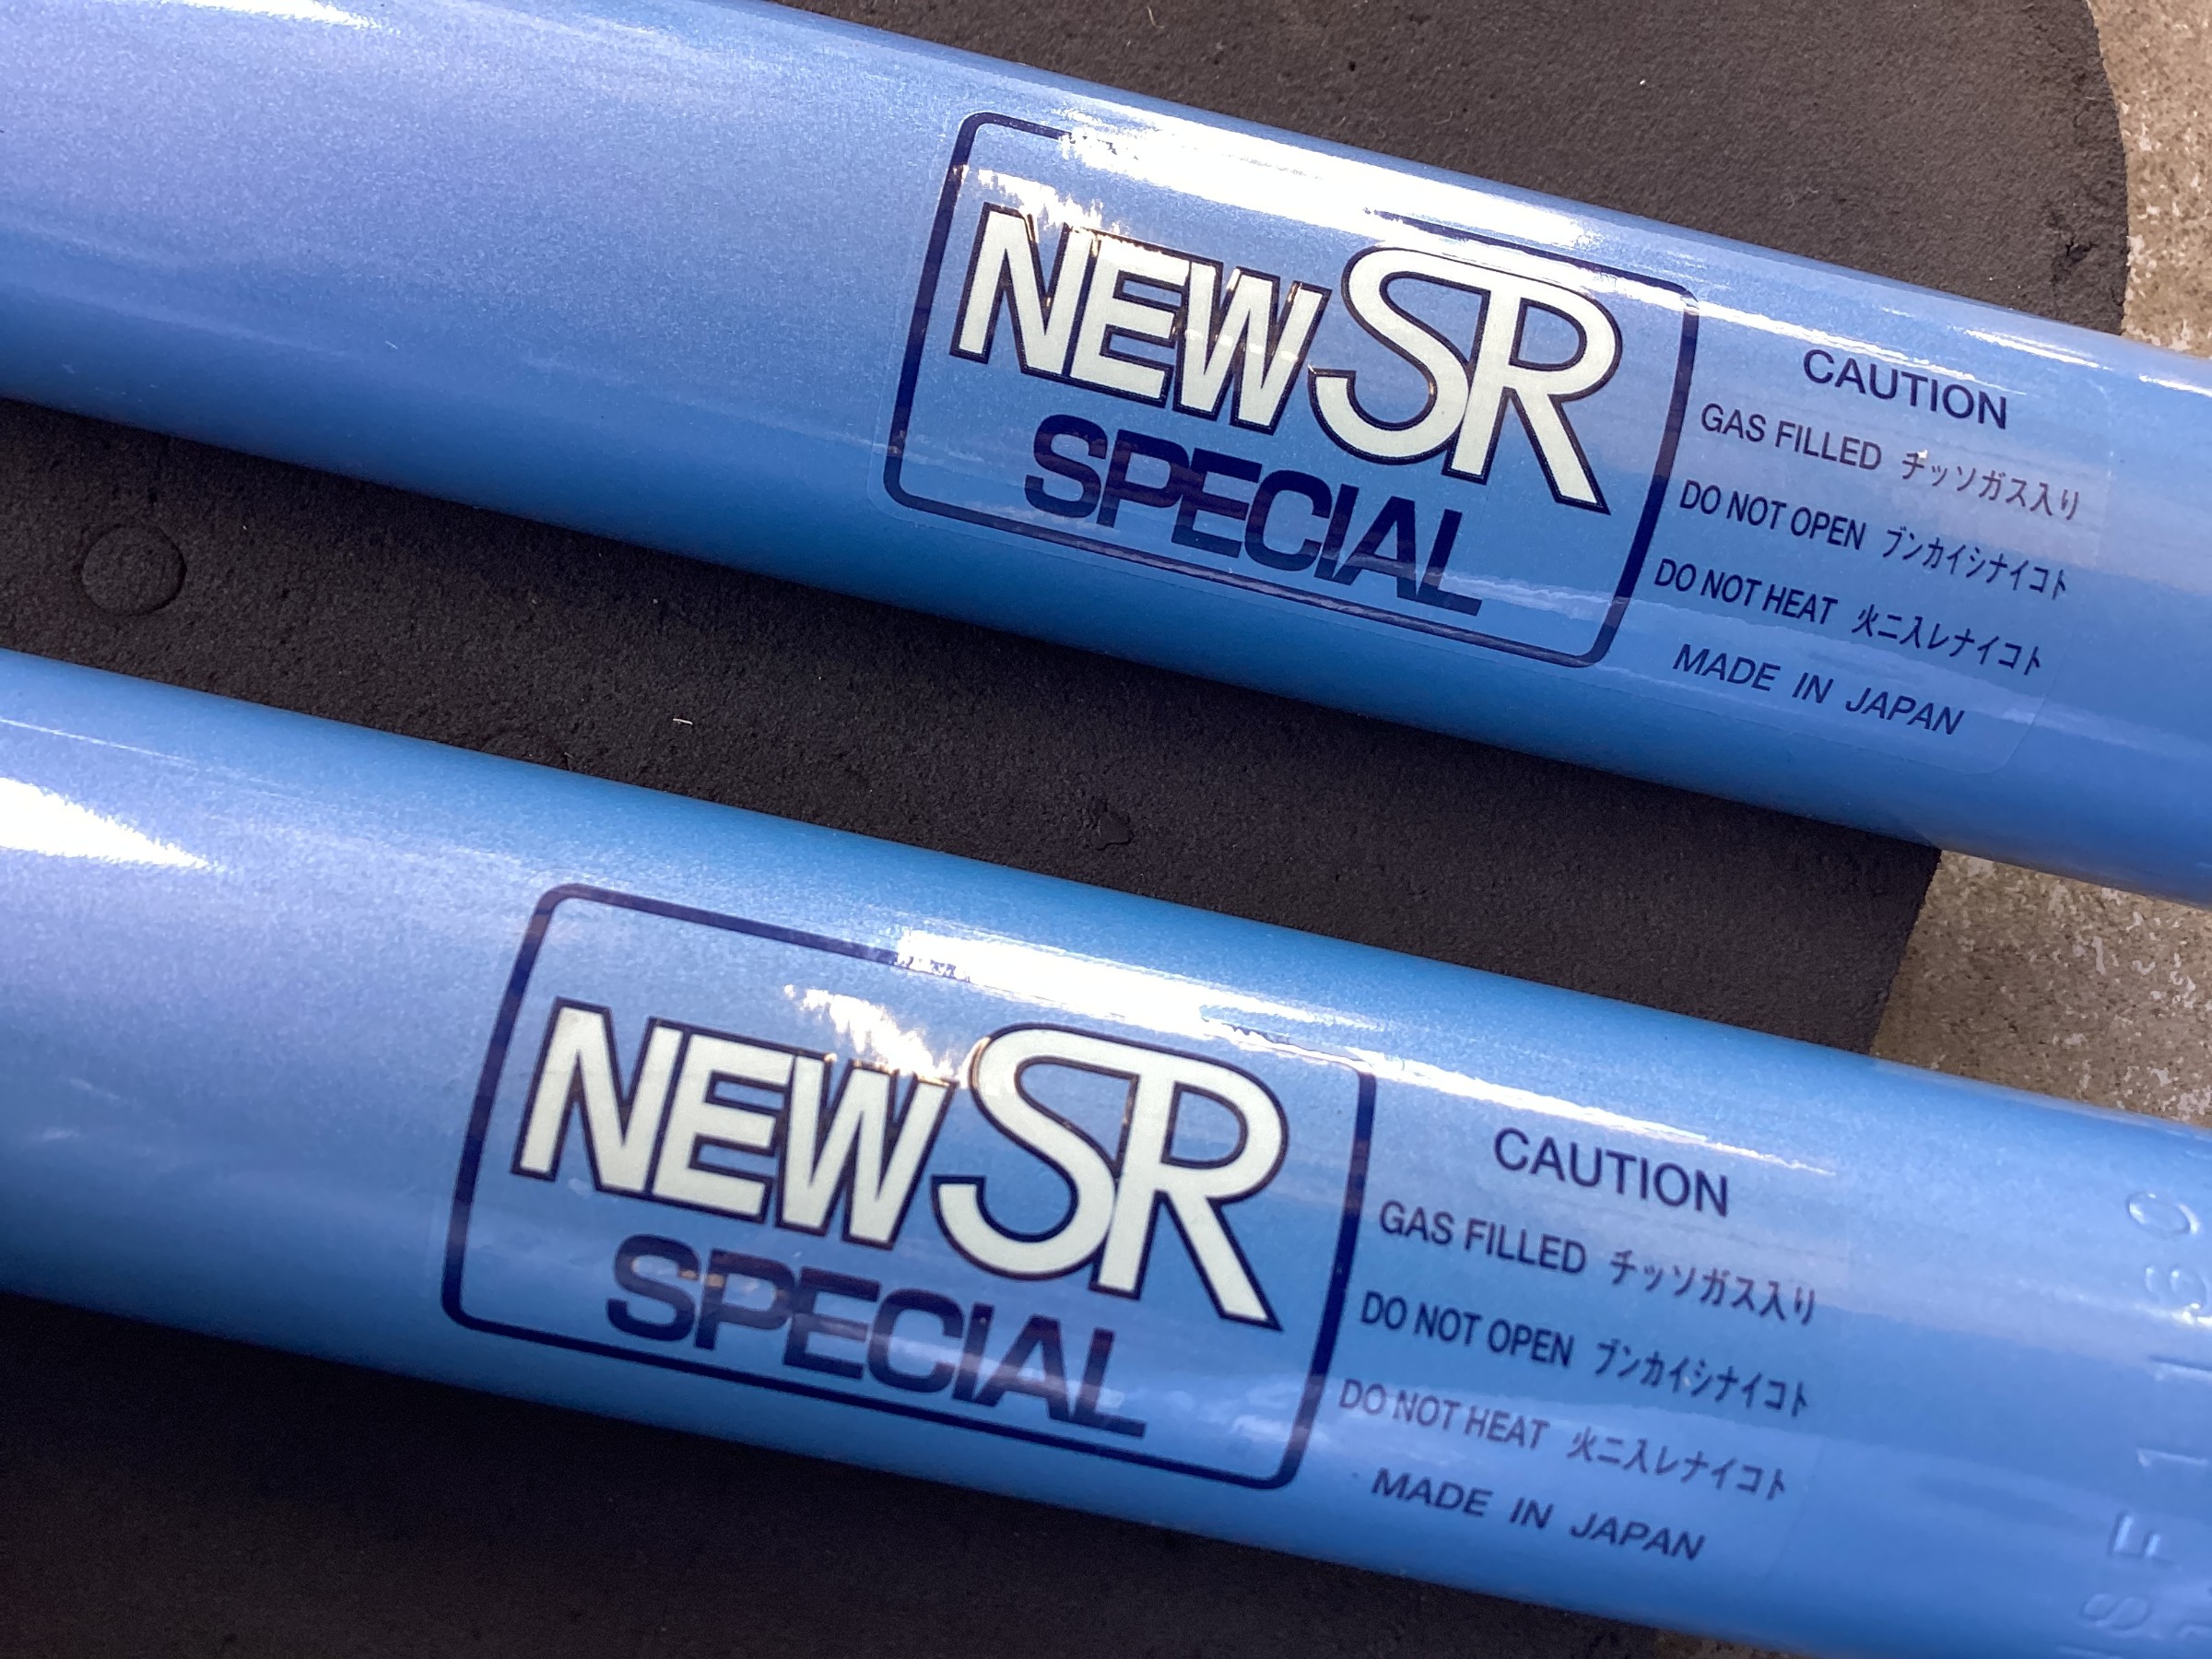 NEW SR
SPECIAL
CAUTION
GAS FILLED チッソガス入り
DO NOT OPEN ブンカイシナイコト
DO NOT HEAT 火ニ入レナイコト
MADE IN JAPAN
NEW SR
SPECIAL
CAUTION
GAS FILLED チッソガス入り
DO NOT OPEN ブンカイシナイコト
DO NOT HEAT 火ニ入レナイコト
MADE IN JAPAN